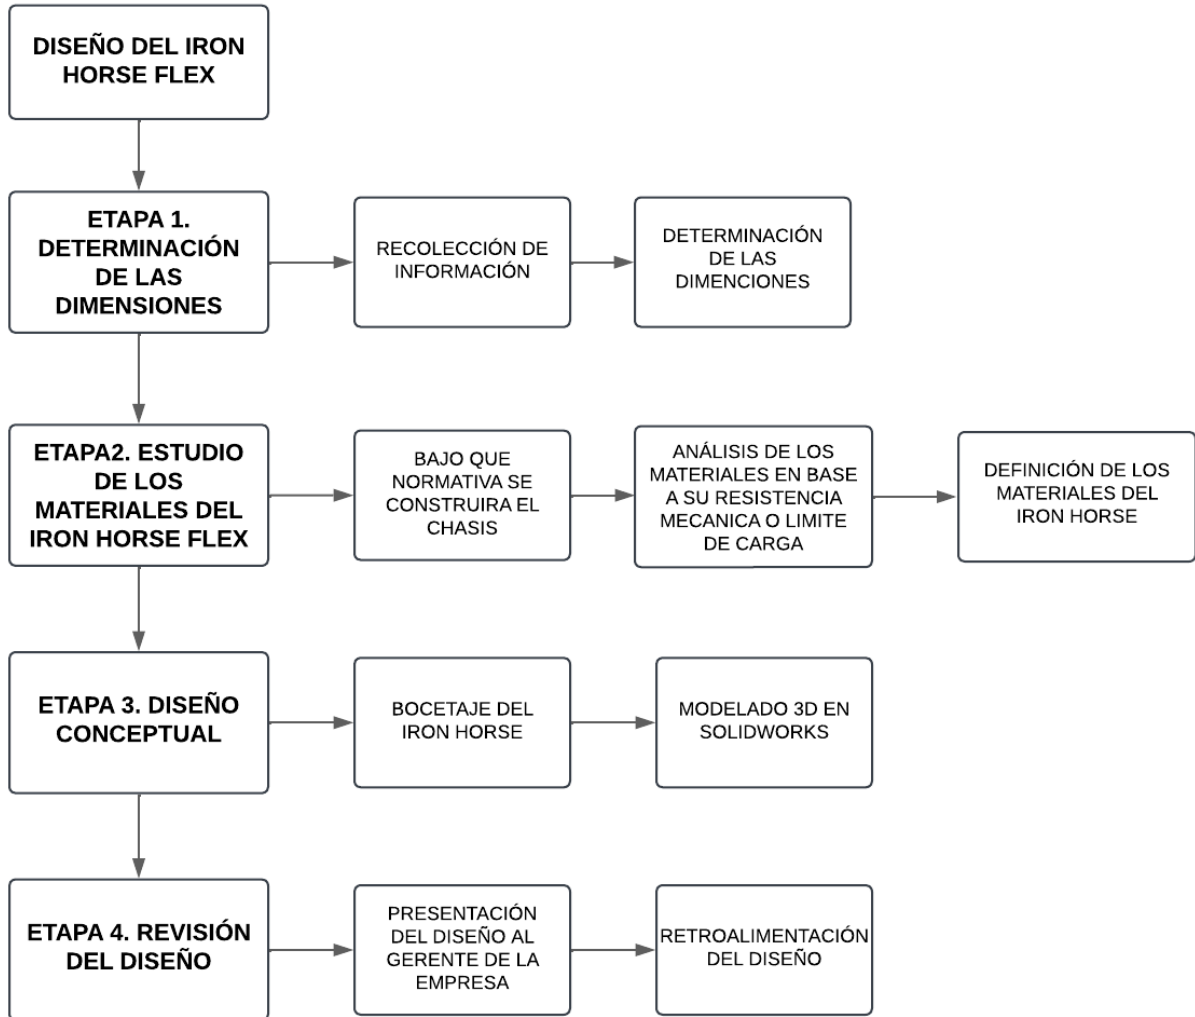 DISEÑO DEL IRON
HORSE FLEX
ETAPA 1.
DETERMINACIÓN
DE LAS
DIMENSIONES
RECOLECCIÓN DE
INFORMACIÓN
DETERMINACIÓN
DE LAS
DIMENCIONES
ETAPA2. ESTUDIO
DE LOS
MATERIALES DEL
IRON HORSE FLEX
BAJO QUE
NORMATIVA SE
CONSTRUIRA EL
CHASIS
ANÁLISIS DE LOS
MATERIALES EN BASE
A SU RESISTENCIA
MECANICA O LIMITE
DE CARGA
DEFINICIÓN DE LOS
MATERIALES DEL
IRON HORSE
ETAPA 3. DISEÑO
CONCEPTUAL
BOCETAJE DEL
IRON HORSE
MODELADO 3D EN
SOLIDWORKS
ETAPA 4. REVISIÓN
DEL DISEÑO
PRESENTACIÓN
DEL DISEÑO AL
GERENTE DE LA
EMPRESA
RETROALIMENTACIÓN
DEL DISEÑO